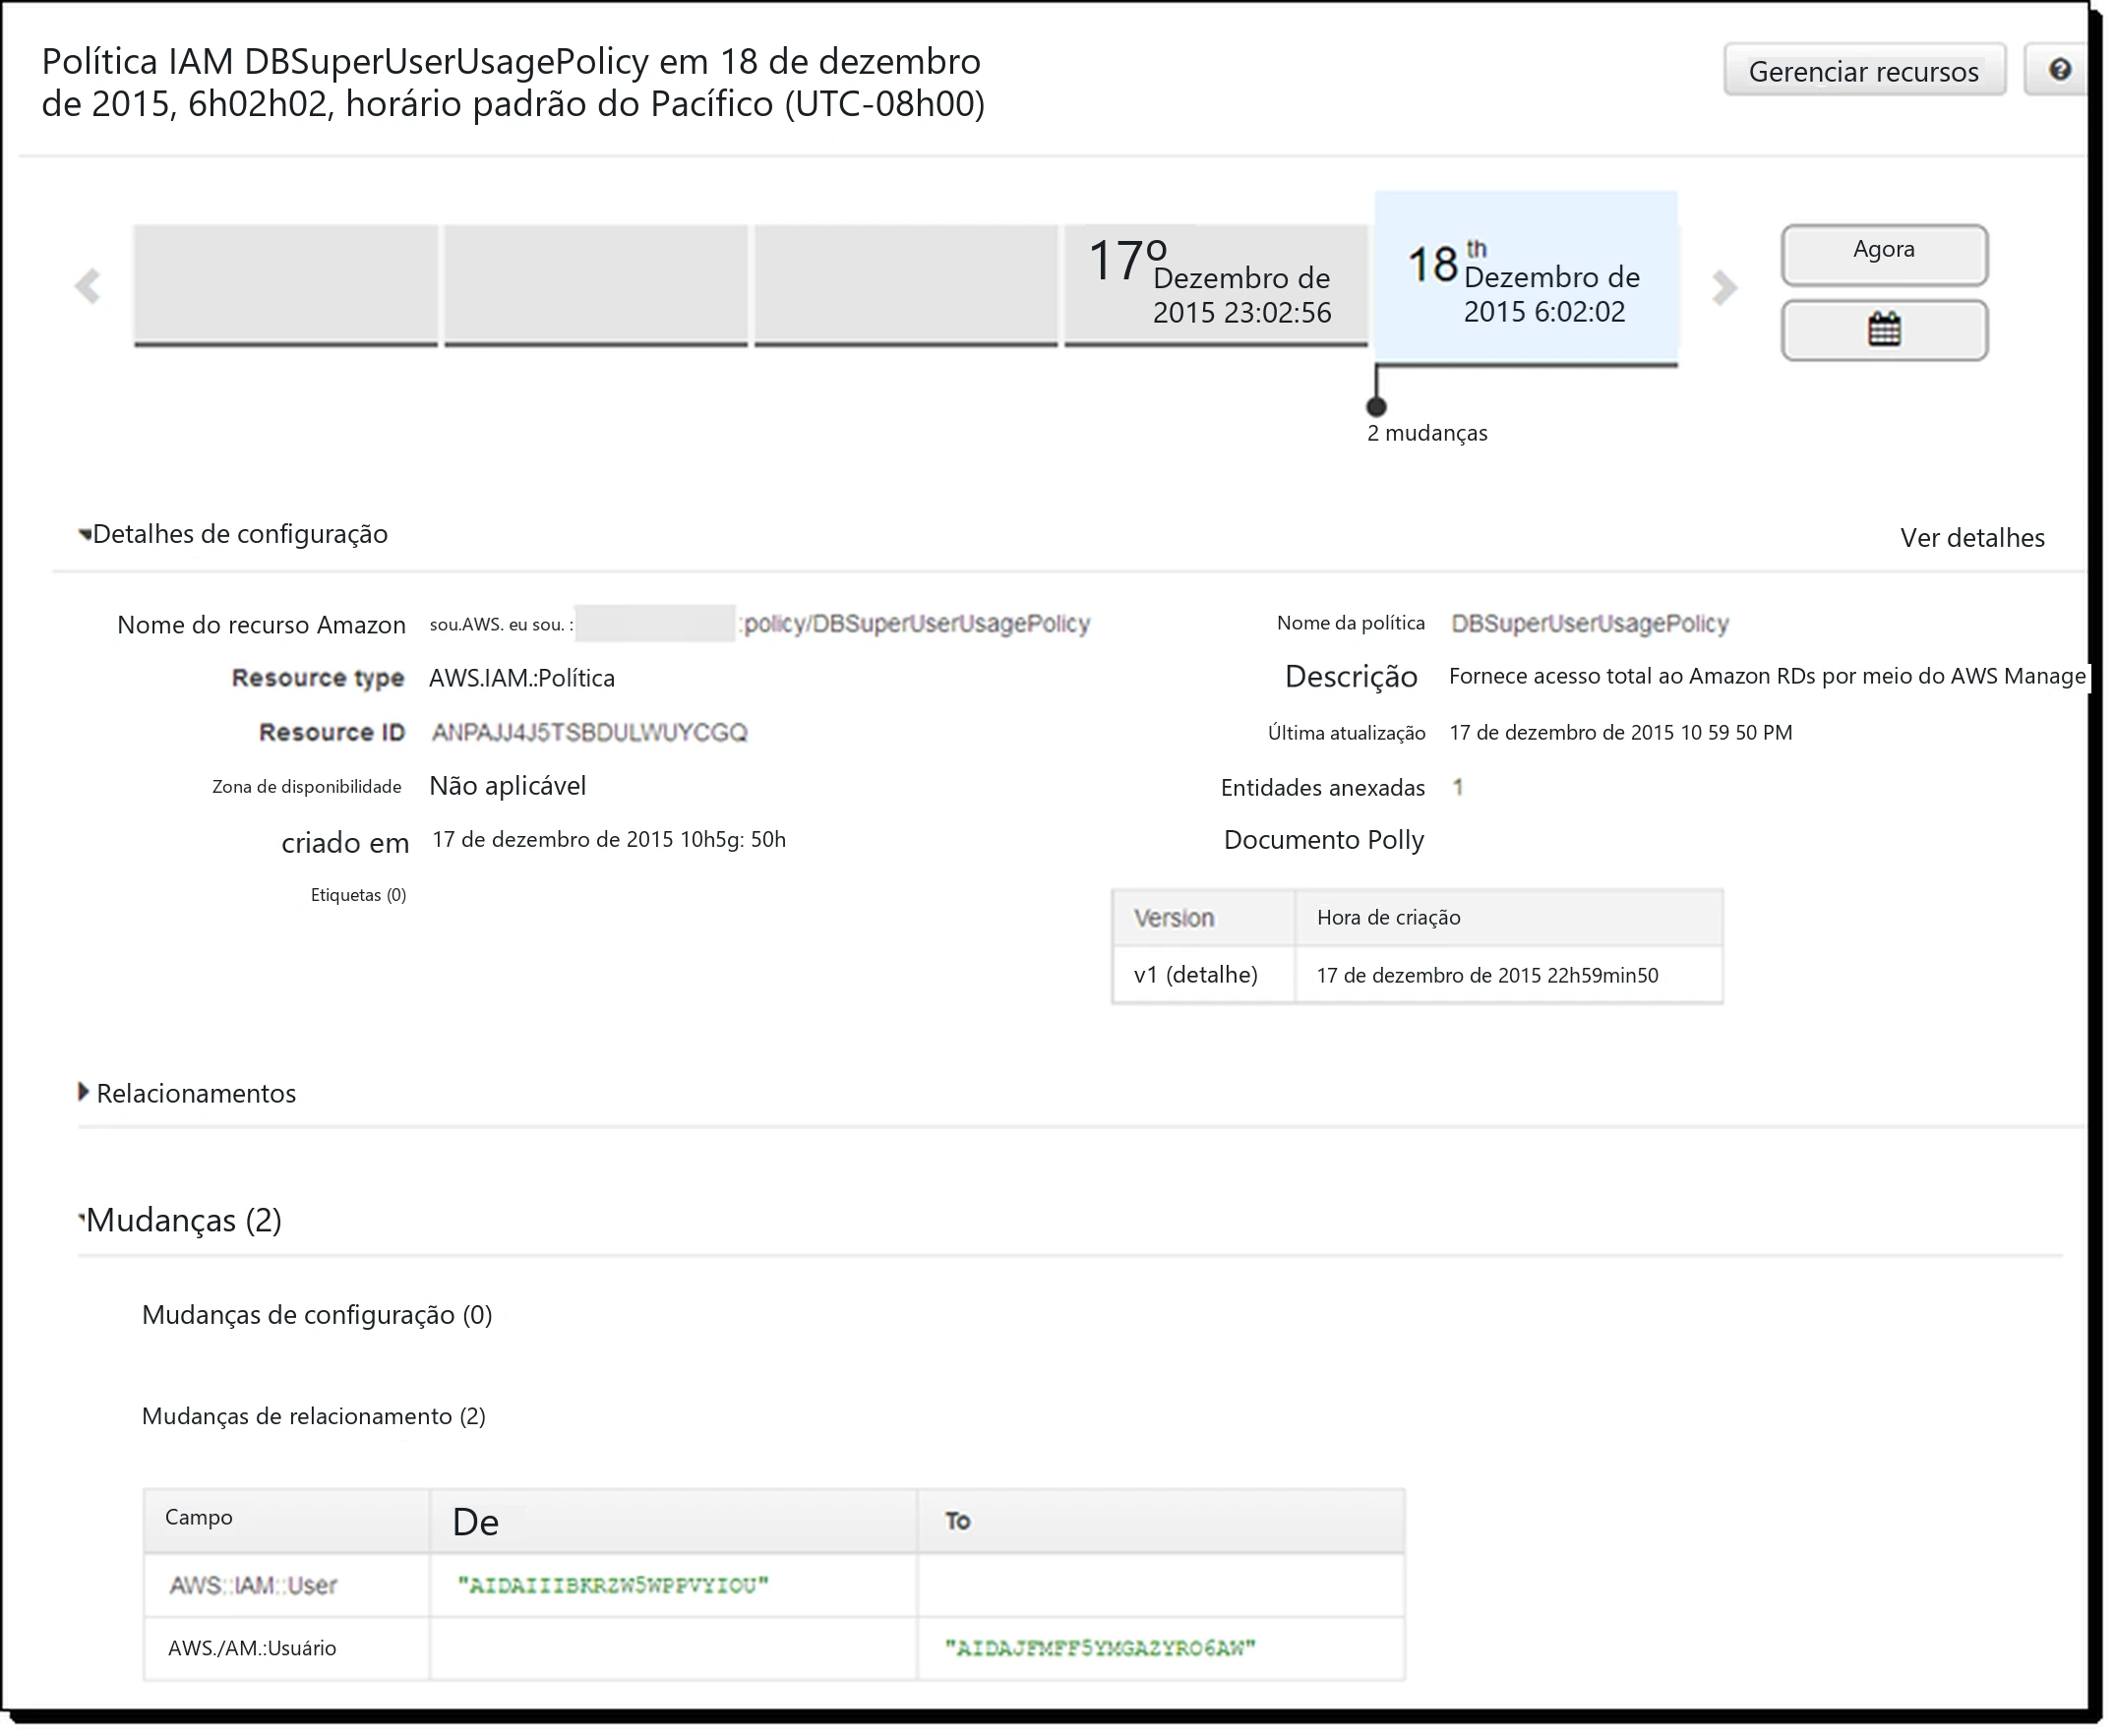 Política IAM DBSuperUserUsagePolicy em 18 de dezembro
de 2015, 6h02h02, horário padrão do Pacífico (UTC-08h00)
Gerenciar recursos
?
17º
Dezembro de
2015 23:02:56
18 th
Dezembro de
2015 6:02:02
Agora
2 mudanças
Detalhes de configuração
Ver detalhes
Nome do recurso Amazon sou.AWS. eu sou. : :policy/DBSuperUserUsagePolicy
Resource type AWS.IAM.:Política
Resource ID ANPAJJ4J5TSBDULWUYCGQ
Zona de disponibilidade Não aplicável
criado em 17 de dezembro de 2015 10h5g: 50h
Etiquetas (0)
Nome da política DBSuperUserUsagePolicy
Descrição Fornece acesso total ao Amazon RDs por meio do AWS Manage
Última atualização 17 de dezembro de 2015 10 59 50 PM
Entidades anexadas 1
Documento Polly
Version Hora de criação
v1 (detalhe) 17 de dezembro de 2015 22h59min50
Relacionamentos
Mudanças (2)
Mudanças de configuração (0)
Mudanças de relacionamento (2)
Campo De To
AWS::IAM::User "AIDAIIIBKRZW5WPPVYIOU"
AWS./AM.:Usuário "AIDAJFMFF5YMGAZYRO6AW"